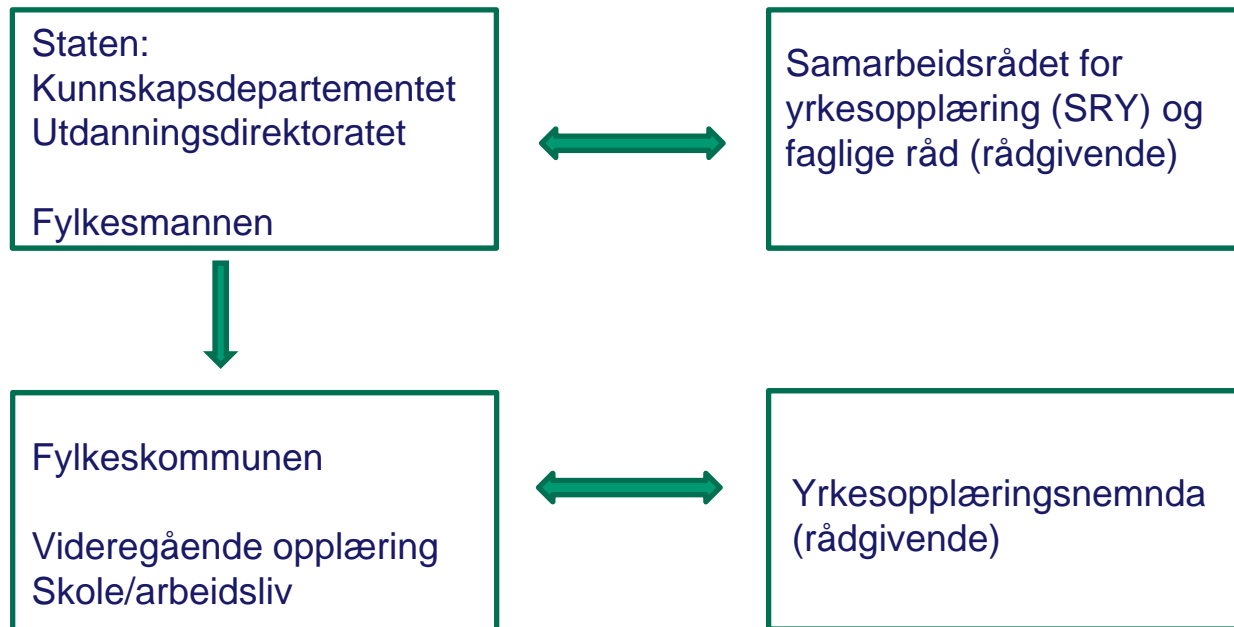 Staten:
Kunnskapsdepartementet
Utdanningsdirektoratet
Fylkesmannen
Samarbeidsrådet for
yrkesopplæring (SRY) og
faglige råd (rådgivende)
Fylkeskommunen
Videregående opplæring
Skole/arbeidsliv
Yrkesopplæringsnemnda
(rådgivende)